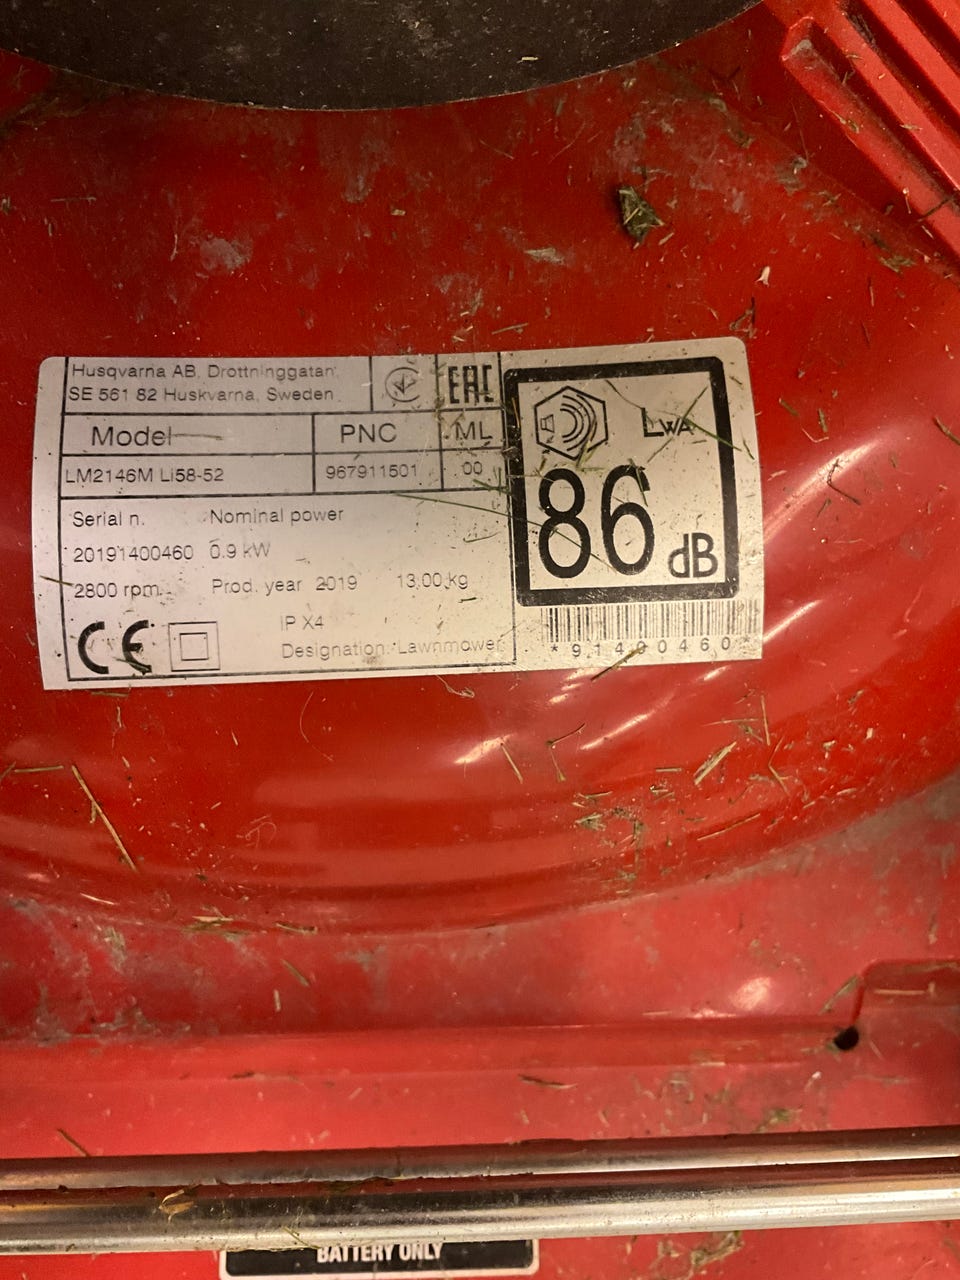 Husqvarna AB, Drottninggatan
SE 561 82 Huskvarna, Sweden
EAC
Model PNC ML
LM2146M Li58-52 967911501 00
Serial n. Nominal power
20191400460 0.9 kW
2800 rpm Prod. year 2019 13.00 kg
IP X4
CE Designation: Lawnmower
LWA
86 dB
*91400460*
BATTERY ONLY